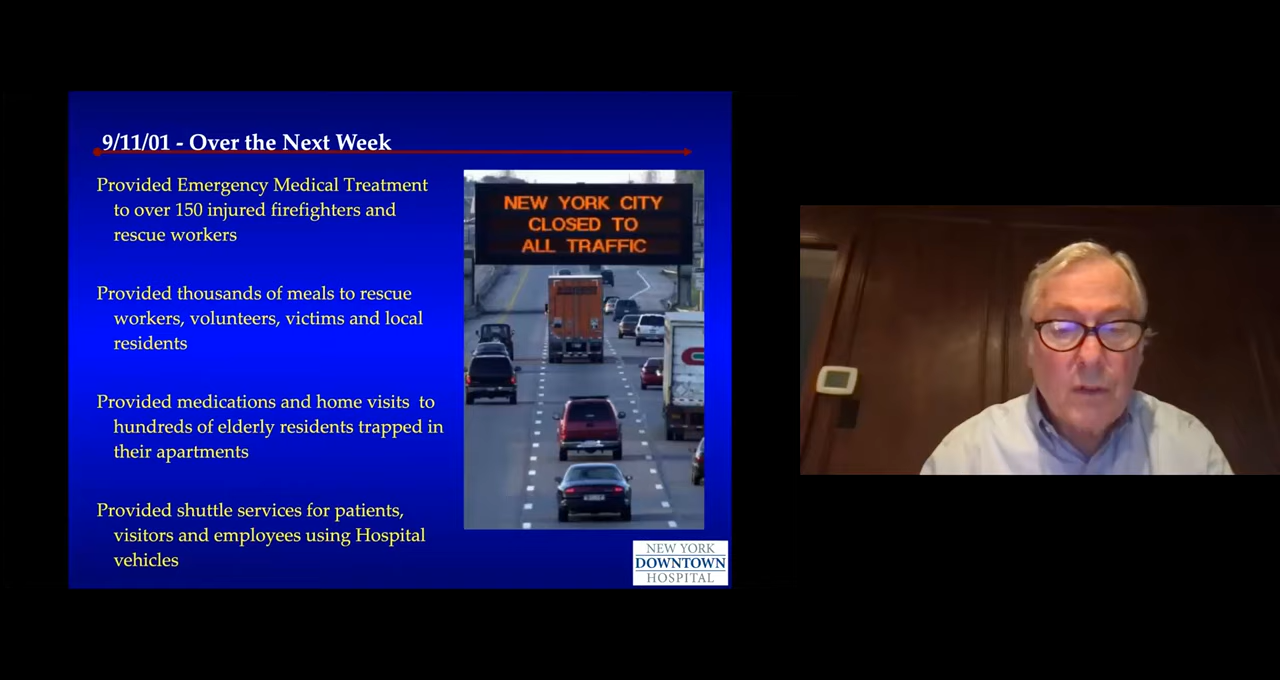 9/11/01 - Over the Next Week
Provided Emergency Medical Treatment
to over 150 injured firefighters and
rescue workers
Provided thousands of meals to rescue
workers, volunteers, victims and local
residents
Provided medications and home visits to
hundreds of elderly residents trapped in
their apartments
Provided shuttle services for patients,
visitors and employees using Hospital
vehicles
NEW YORK CITY
CLOSED TO
ALL TRAFFIC
NEW YORK
DOWNTOWN
HOSPITAL